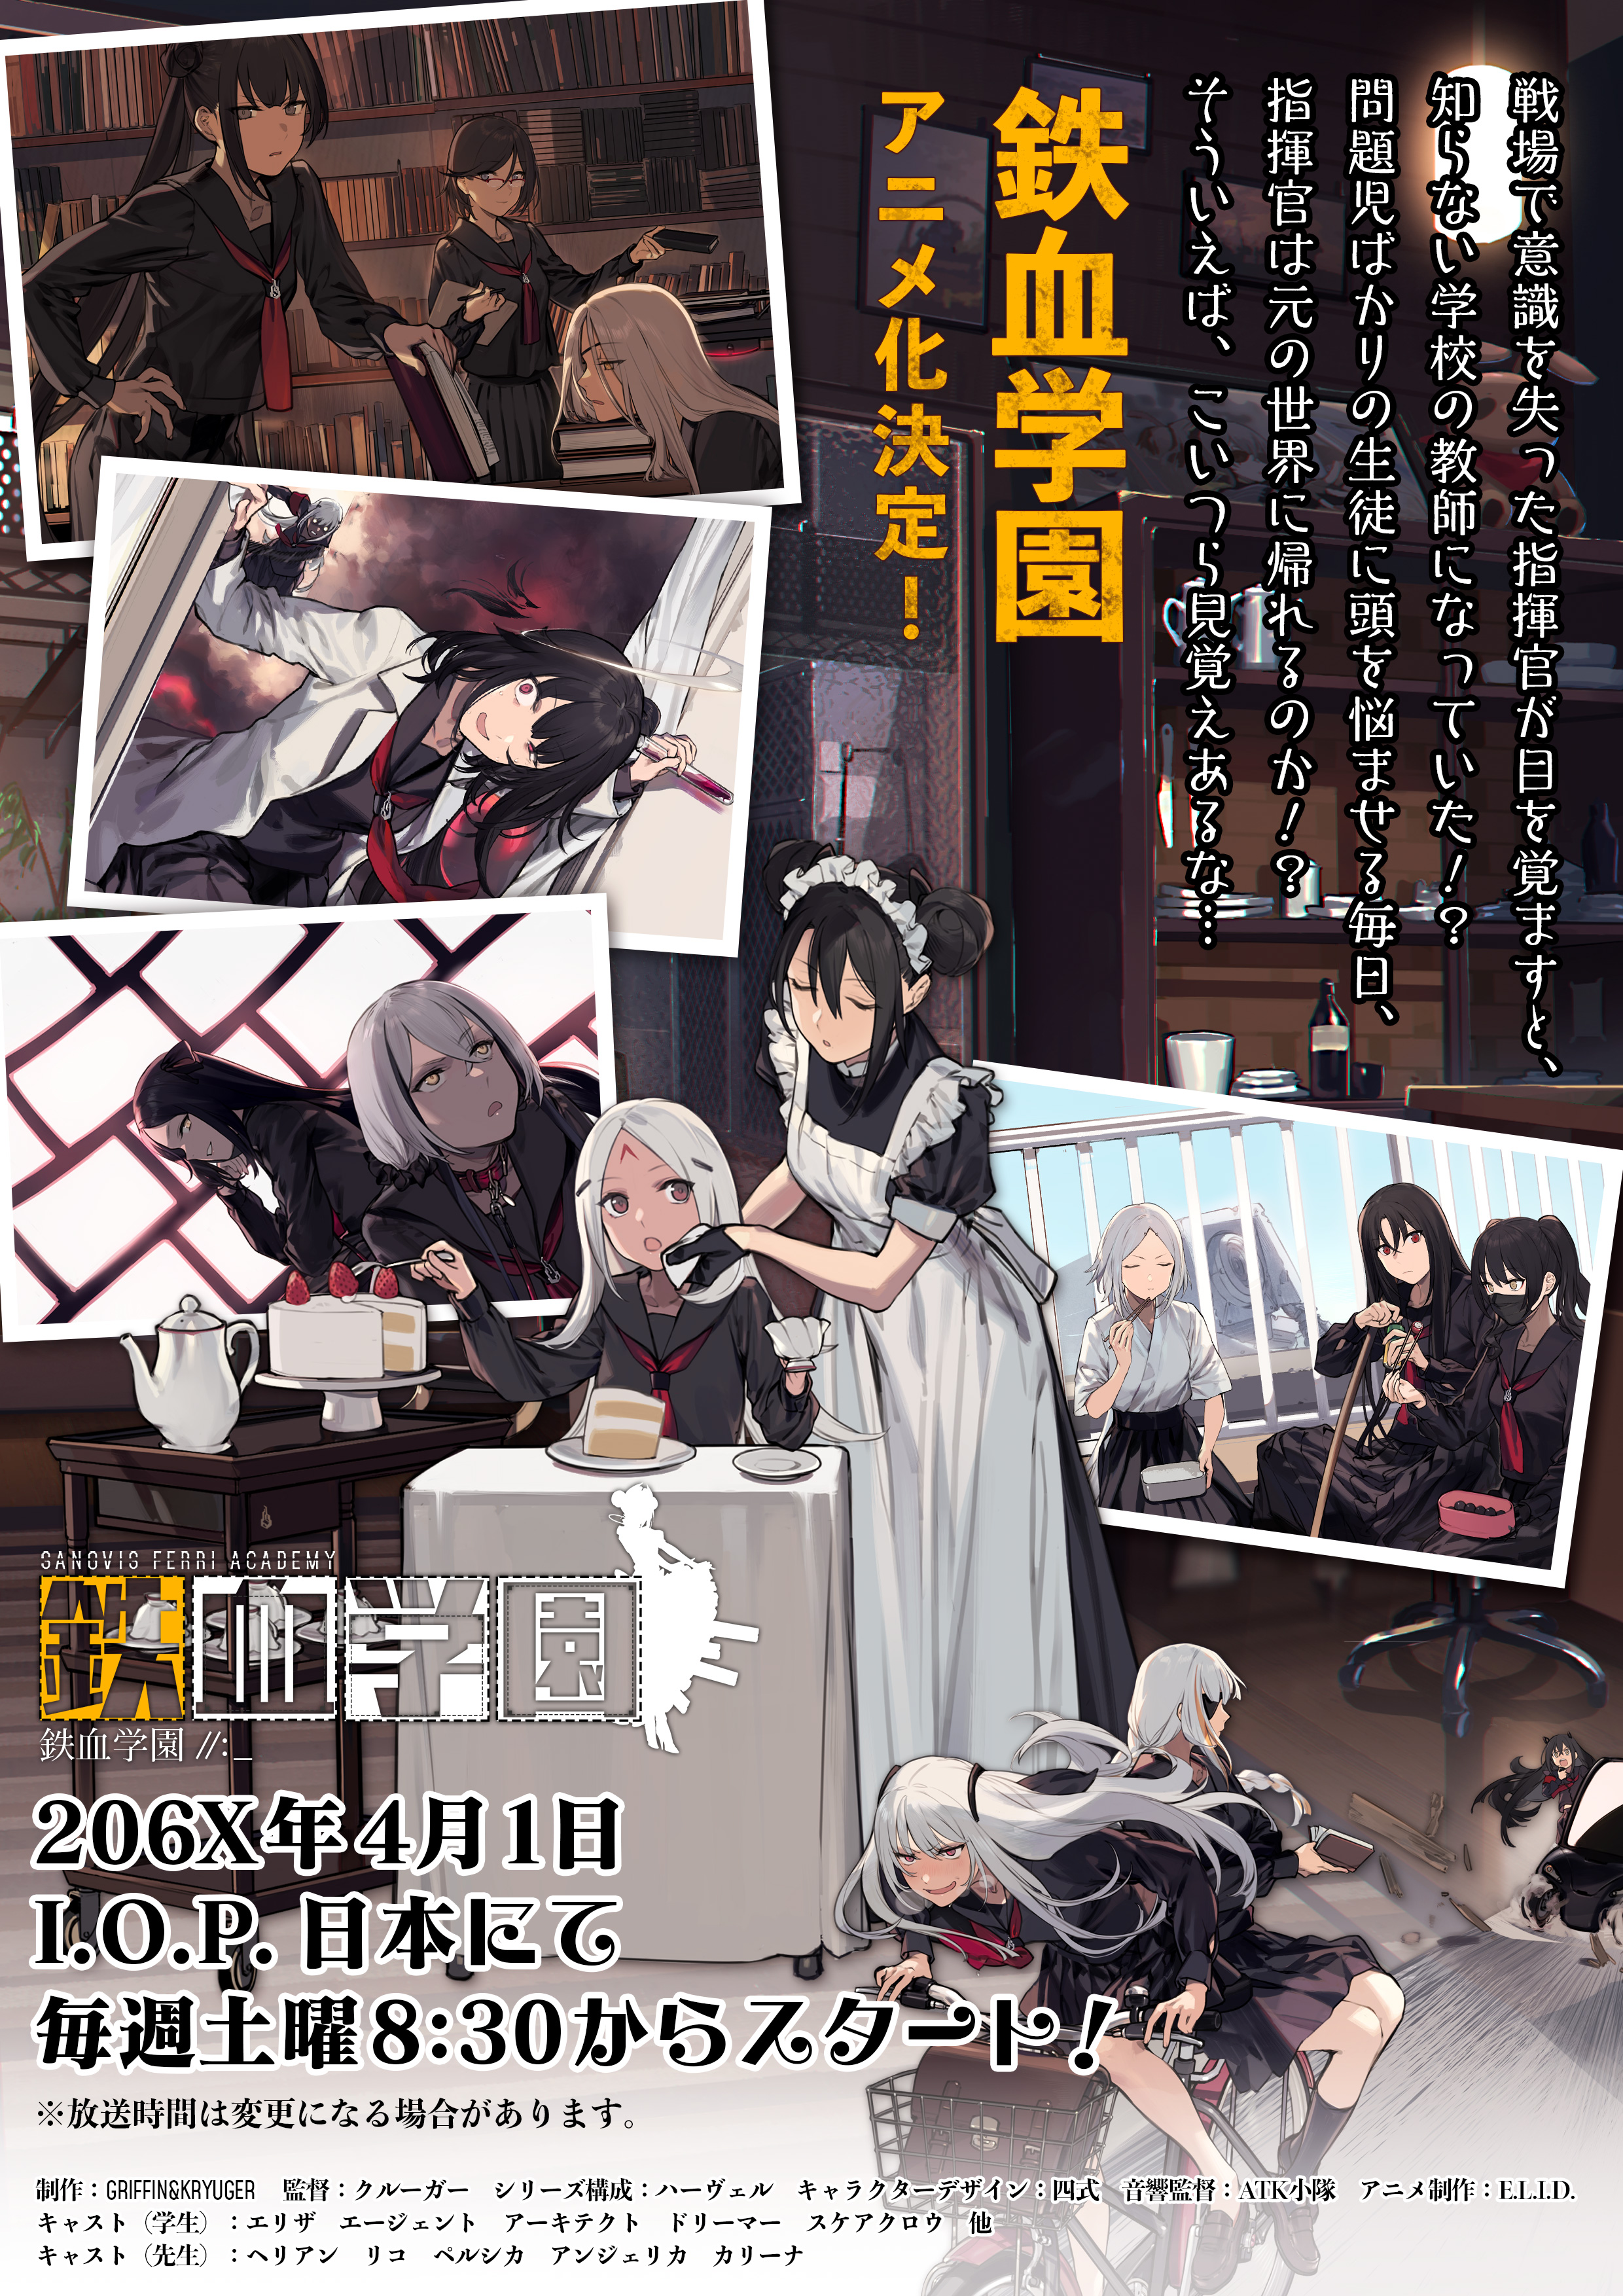 戦場で意識を失った指揮官が目を覚ますと、
知らない学校の教師になっていた！？
問題児ばかりの生徒に頭を悩ませる毎日、
指揮官は元の世界に帰れるのか！？
そういえば、こいつら見覚えあるな…
鉄血学園
アニメ化決定！
SANGVIS FERRI ACADEMY
鉄血学園
鉄血学園 //:_
206X年4月1日
I.O.P. 日本にて
毎週土曜8:30からスタート！
※放送時間は変更になる場合があります。
制作：GRIFFIN&KRYUGER 監督：クルーガー シリーズ構成：ハーヴェル キャラクターデザイン：四式 音響監督：ATK小隊 アニメ制作：E.L.I.D.
キャスト（学生）：エリザ エージェント アーキテクト ドリーマー スケアクロウ 他
キャスト（先生）：ヘリアン リコ ペルシカ アンジェリカ カリーナ